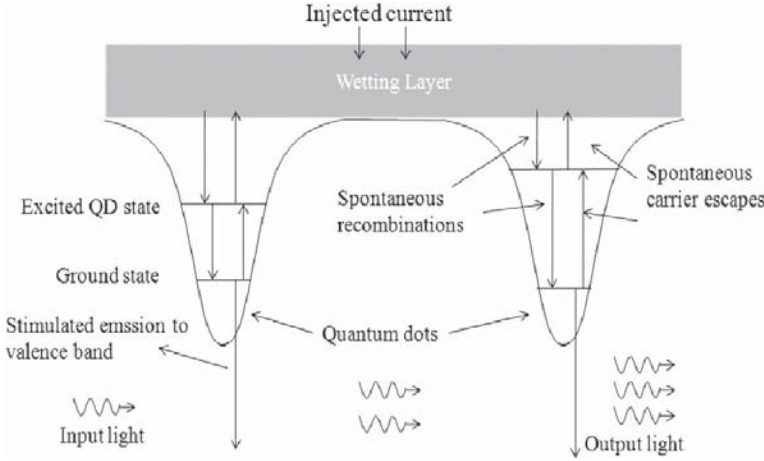 Injected current
Wetting Layer
Excited QD state
Spontaneous
recombinations
Spontaneous
carrier escapes
Ground state
Stimulated emssion to
valence band
Quantum dots
Input light
Output light